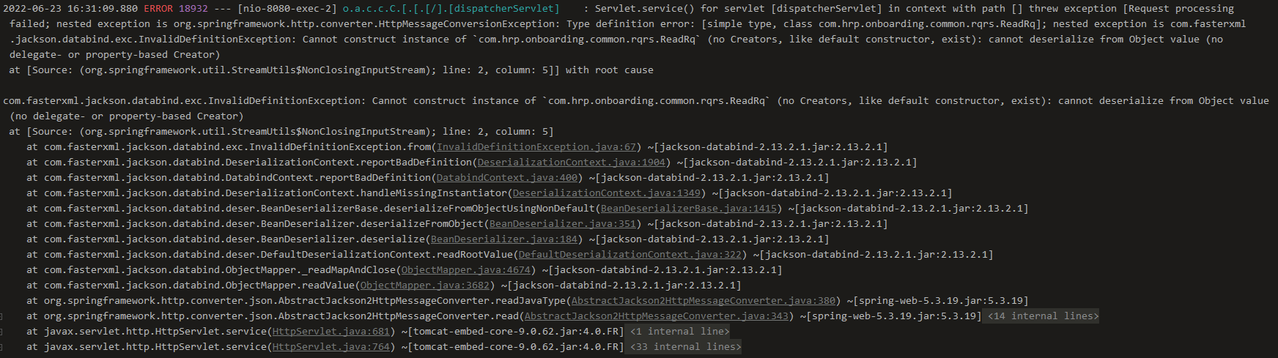 2022-06-23 16:31:09.880 ERROR 18932 --- [nio-8080-exec-2] o.a.c.c.C.[.[.[/].[dispatcherServlet]    : Servlet.service() for servlet [dispatcherServlet] in context with path [] threw exception [Request processing
failed; nested exception is org.springframework.http.converter.HttpMessageConversionException: Type definition error: [simple type, class com.hrp.onboarding.common.rqrs.ReadRq]; nested exception is com.fasterxml
.jackson.databind.exc.InvalidDefinitionException: Cannot construct instance of `com.hrp.onboarding.common.rqrs.ReadRq` (no Creators, like default constructor, exist): cannot deserialize from Object value (no
delegate- or property-based Creator)
at [Source: (org.springframework.util.StreamUtils$NonClosingInputStream); line: 2, column: 5]] with root cause
com.fasterxml.jackson.databind.exc.InvalidDefinitionException: Cannot construct instance of `com.hrp.onboarding.common.rqrs.ReadRq` (no Creators, like default constructor, exist): cannot deserialize from Object value
(no delegate- or property-based Creator)
at [Source: (org.springframework.util.StreamUtils$NonClosingInputStream); line: 2, column: 5]
at com.fasterxml.jackson.databind.exc.InvalidDefinitionException.from(InvalidDefinitionException.java:67) ~[jackson-databind-2.13.2.1.jar:2.13.2.1]
at com.fasterxml.jackson.databind.DeserializationContext.reportBadDefinition(DeserializationContext.java:1904) ~[jackson-databind-2.13.2.1.jar:2.13.2.1]
at com.fasterxml.jackson.databind.DatabindContext.reportBadDefinition(DatabindContext.java:400) ~[jackson-databind-2.13.2.1.jar:2.13.2.1]
at com.fasterxml.jackson.databind.DeserializationContext.handleMissingInstantiator(DeserializationContext.java:1349) ~[jackson-databind-2.13.2.1.jar:2.13.2.1]
at com.fasterxml.jackson.databind.deser.BeanDeserializerBase.deserializeFromObjectUsingNonDefault(BeanDeserializerBase.java:1415) ~[jackson-databind-2.13.2.1.jar:2.13.2.1]
at com.fasterxml.jackson.databind.deser.BeanDeserializer.deserializeFromObject(BeanDeserializer.java:351) ~[jackson-databind-2.13.2.1.jar:2.13.2.1]
at com.fasterxml.jackson.databind.deser.BeanDeserializer.deserialize(BeanDeserializer.java:184) ~[jackson-databind-2.13.2.1.jar:2.13.2.1]
at com.fasterxml.jackson.databind.deser.DefaultDeserializationContext.readRootValue(DefaultDeserializationContext.java:322) ~[jackson-databind-2.13.2.1.jar:2.13.2.1]
at com.fasterxml.jackson.databind.ObjectMapper._readMapAndClose(ObjectMapper.java:4674) ~[jackson-databind-2.13.2.1.jar:2.13.2.1]
at com.fasterxml.jackson.databind.ObjectMapper.readValue(ObjectMapper.java:3682) ~[jackson-databind-2.13.2.1.jar:2.13.2.1]
at org.springframework.http.converter.json.AbstractJackson2HttpMessageConverter.readJavaType(AbstractJackson2HttpMessageConverter.java:380) ~[spring-web-5.3.19.jar:5.3.19]
at org.springframework.http.converter.json.AbstractJackson2HttpMessageConverter.read(AbstractJackson2HttpMessageConverter.java:343) ~[spring-web-5.3.19.jar:5.3.19] <14 internal lines>
at javax.servlet.http.HttpServlet.service(HttpServlet.java:681) ~[tomcat-embed-core-9.0.62.jar:4.0.FR] <1 internal line>
at javax.servlet.http.HttpServlet.service(HttpServlet.java:764) ~[tomcat-embed-core-9.0.62.jar:4.0.FR] <33 internal lines>